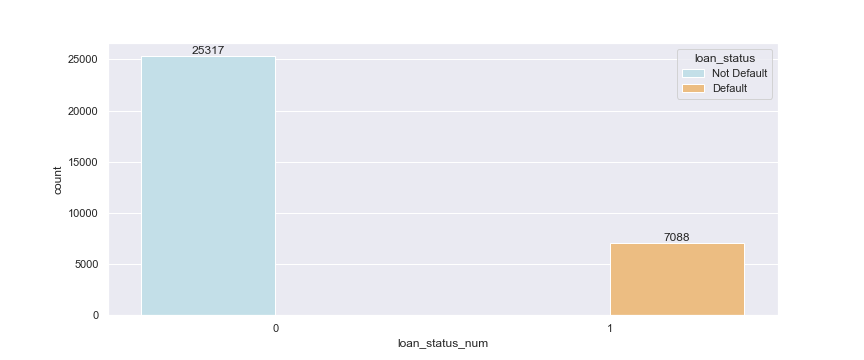 25317
loan_status
Not Default
Default
25000
20000
15000
10000
5000
0
count
7088
0
1
loan_status_num